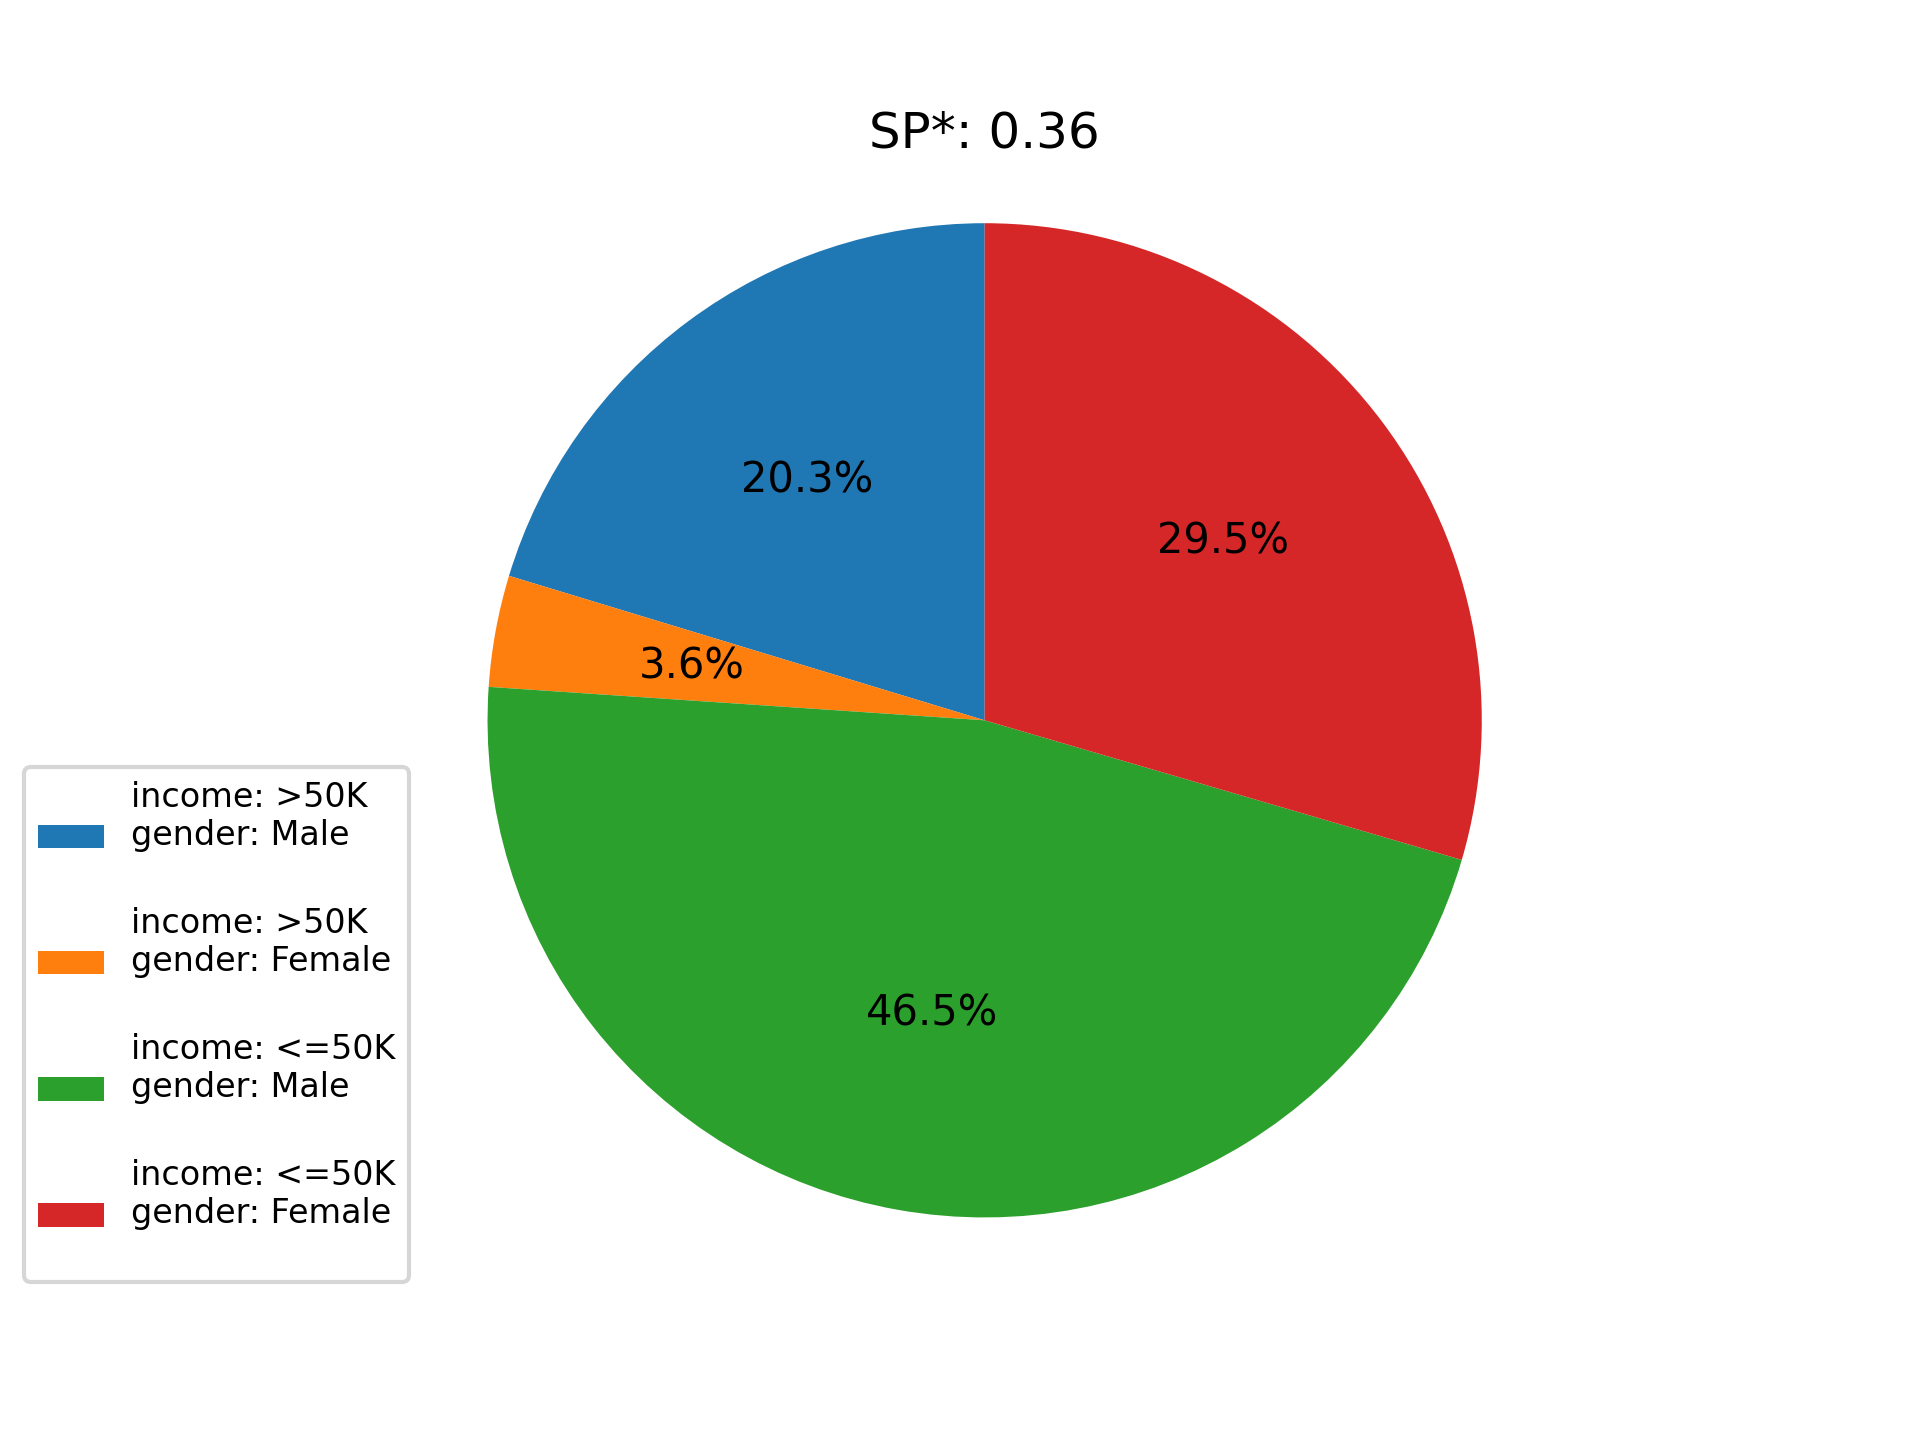 SP*: 0.36
20.3%
29.5%
3.6%
46.5%
income: >50K
gender: Male
income: >50K
gender: Female
income: <=50K
gender: Male
income: <=50K
gender: Female